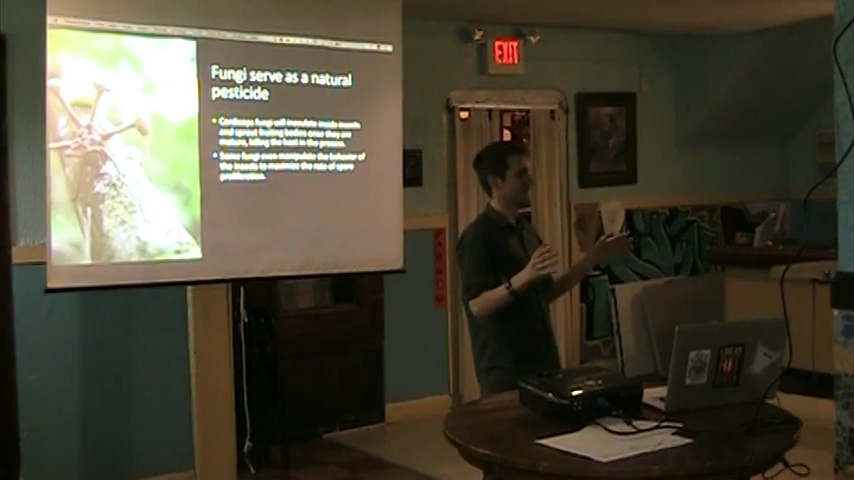 EXIT
Fungi serve as a natural
pesticide
Cordiceps fungi will inoculate inside insects
and sprout fruiting bodies once they are
mature, killing the host in the process.
Some fungi even manipulate the behavior of
the insects to maximize the rate of spore
proliferation.